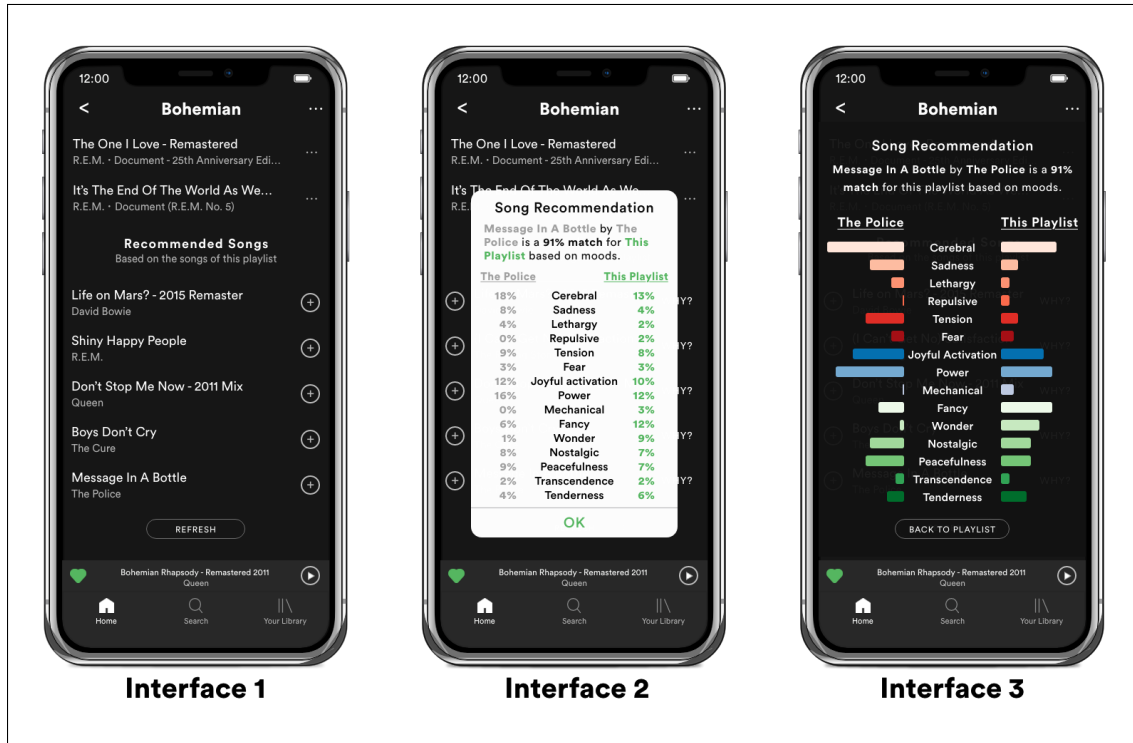 12:00
< Bohemian ...
The One I Love - Remastered
R.E.M. • Document - 25th Anniversary Edi...
...
It's The End Of The World As We...
R.E.M. • Document (R.E.M. No. 5)
...
Recommended Songs
Based on the songs of this playlist
Life on Mars? - 2015 Remaster
David Bowie
Shiny Happy People
R.E.M.
Don't Stop Me Now - 2011 Mix
Queen
Boys Don't Cry
The Cure
Message In A Bottle
The Police
REFRESH
Bohemian Rhapsody - Remastered 2011
Queen
Home Search Your Library
Interface 1
12:00
< Bohemian ...
The One I Love - Remastered
R.E.M. • Document - 25th Anniversary Edi...
...
It's The End Of The World As We...
R.E.
...
Song Recommendation
Message In A Bottle by The
Police is a 91% match for This
Playlist based on moods.
The Police This Playlist
18% Cerebral 13%
8% Sadness 4%
4% Lethargy 2%
0% Repulsive 2%
9% Tension 8%
3% Fear 3%
12% Joyful activation 10%
16% Power 12%
0% Mechanical 3%
6% Fancy 12%
1% Wonder 9%
8% Nostalgic 7%
9% Peacefulness 7%
2% Transcendence 2%
4% Tenderness 6%
OK
Y?
Y?
Y?
Y?
Y?
Bohemian Rhapsody - Remastered 2011
Queen
Home Search Your Library
Interface 2
12:00
< Bohemian ...
Song Recommendation
Message In A Bottle by The Police is a 91%
match for this playlist based on moods.
The Police This Playlist
Cerebral
Sadness
Lethargy
Repulsive
Tension
Fear
Joyful Activation
Power
Mechanical
Fancy
Wonder
Nostalgic
Peacefulness
Transcendence
Tenderness
WHY?
WHY?
WHY?
BACK TO PLAYLIST
Bohemian Rhapsody - Remastered 2011
Queen
Home Search Your Library
Interface 3